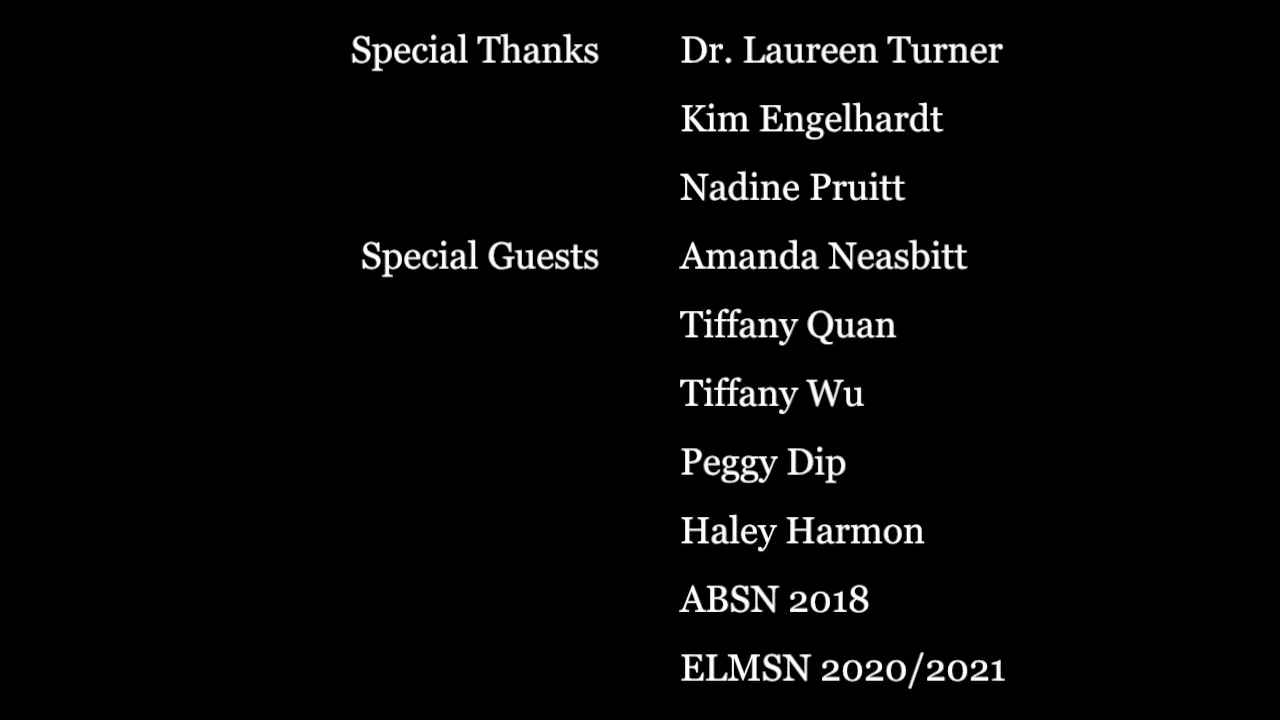 Special Thanks Dr. Laureen Turner
Kim Engelhardt
Nadine Pruitt
Special Guests Amanda Neasbitt
Tiffany Quan
Tiffany Wu
Peggy Dip
Haley Harmon
ABSN 2018
ELMSN 2020/2021